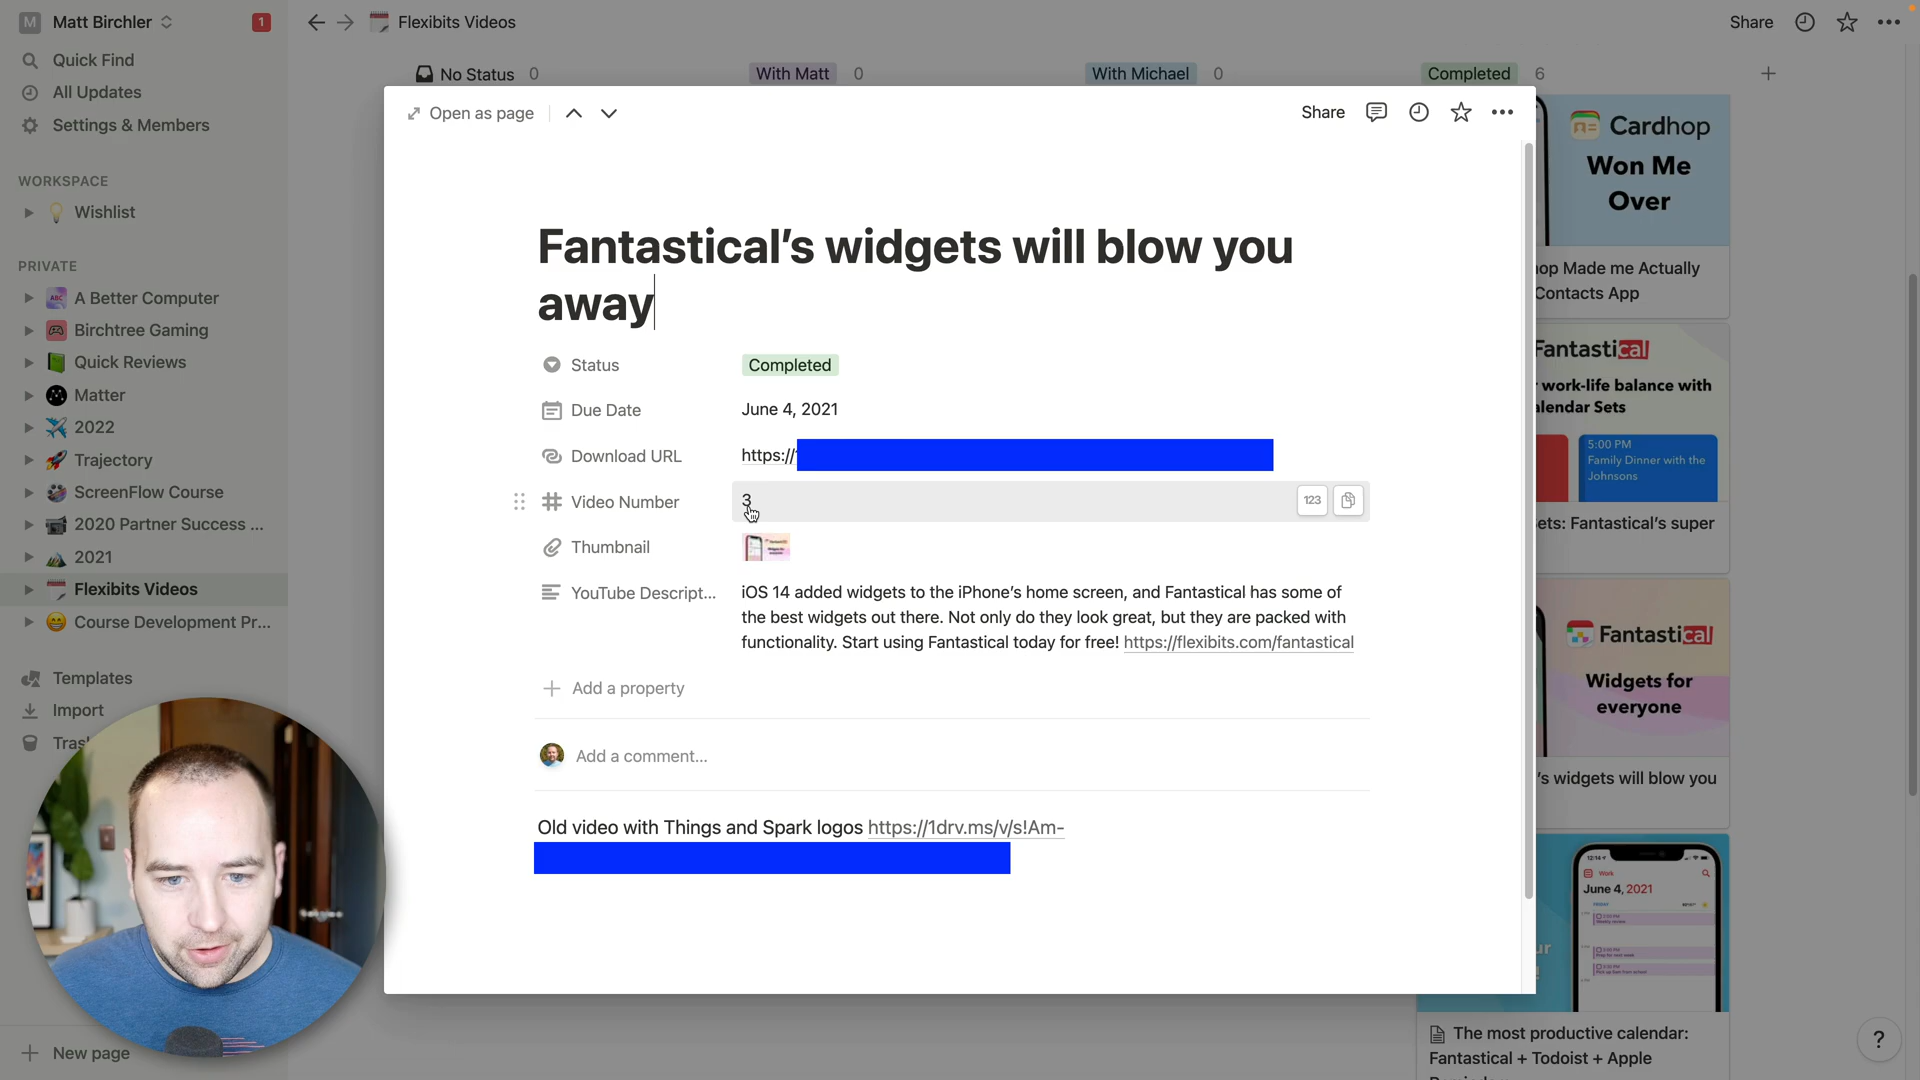 M Matt Birchler 1
Quick Find
All Updates
Settings & Members
WORKSPACE
Wishlist
PRIVATE
A Better Computer
Birchtree Gaming
Quick Reviews
Matter
2022
Trajectory
ScreenFlow Course
2020 Partner Success ...
2021
Flexibits Videos
Course Development Pr...
Templates
Import
Tras
New page
Flexibits Videos
Share
No Status 0
With Matt 0
With Michael 0
Completed 6
Open as page
Share
Fantastical's widgets will blow you
away
Status Completed
Due Date June 4, 2021
Download URL https://
Video Number 3 123
Thumbnail
YouTube Descript... iOS 14 added widgets to the iPhone's home screen, and Fantastical has some of
the best widgets out there. Not only do they look great, but they are packed with
functionality. Start using Fantastical today for free! https://flexibits.com/fantastical
Add a property
Add a comment...
Old video with Things and Spark logos https://1drv.ms/v/s!Am-
Cardhop
Won Me
Over
op Made me Actually
Contacts App
Fantastical
work-life balance with
lendar Sets
5:00 PM
Family Dinner with the
Johnsons
ets: Fantastical's super
Fantastical
Widgets for
everyone
's widgets will blow you
12:14
Work
June 4, 2021
ur
The most productive calendar:
Fantastical + Todoist + Apple
?